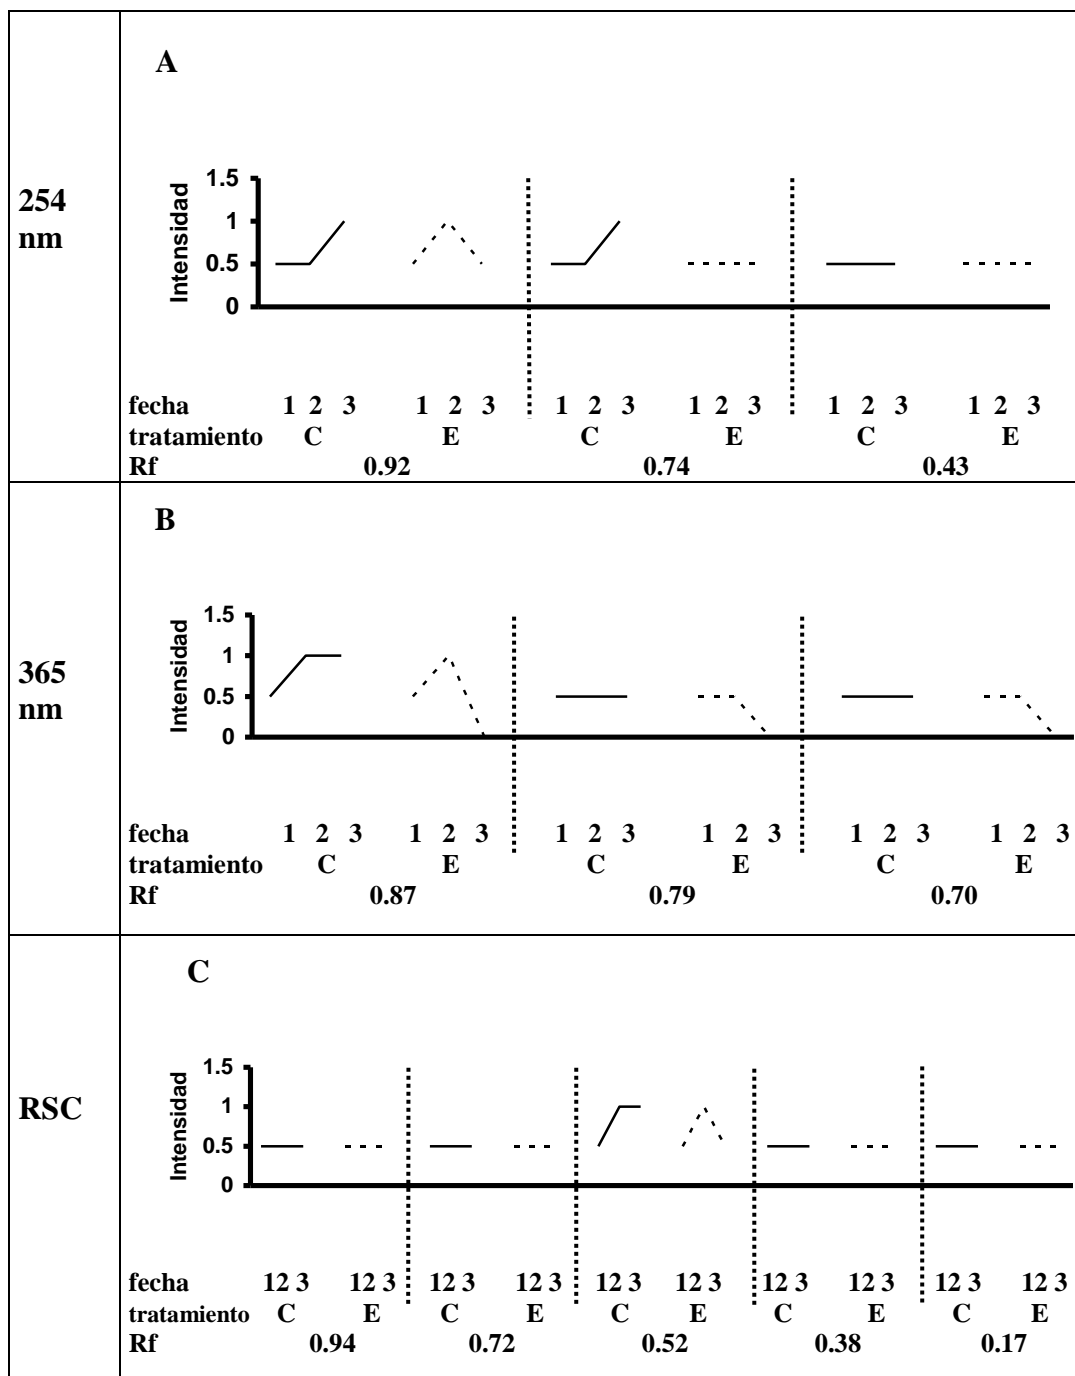 A
254
nm
Intensidad
1.5
1
0.5
0
fecha 1 2 3 1 2 3 1 2 3 1 2 3 1 2 3 1 2 3
tratamiento C E C E C E
Rf 0.92 0.74 0.43
B
365
nm
Intensidad
1.5
1
0.5
0
fecha 1 2 3 1 2 3 1 2 3 1 2 3 1 2 3 1 2 3
tratamiento C E C E C E
Rf 0.87 0.79 0.70
C
RSC
Intensidad
1.5
1
0.5
0
fecha 12 3 12 3 12 3 12 3 12 3 12 3 12 3 12 3 12 3 12 3
tratamiento C E C E C E C E C E
Rf 0.94 0.72 0.52 0.38 0.17